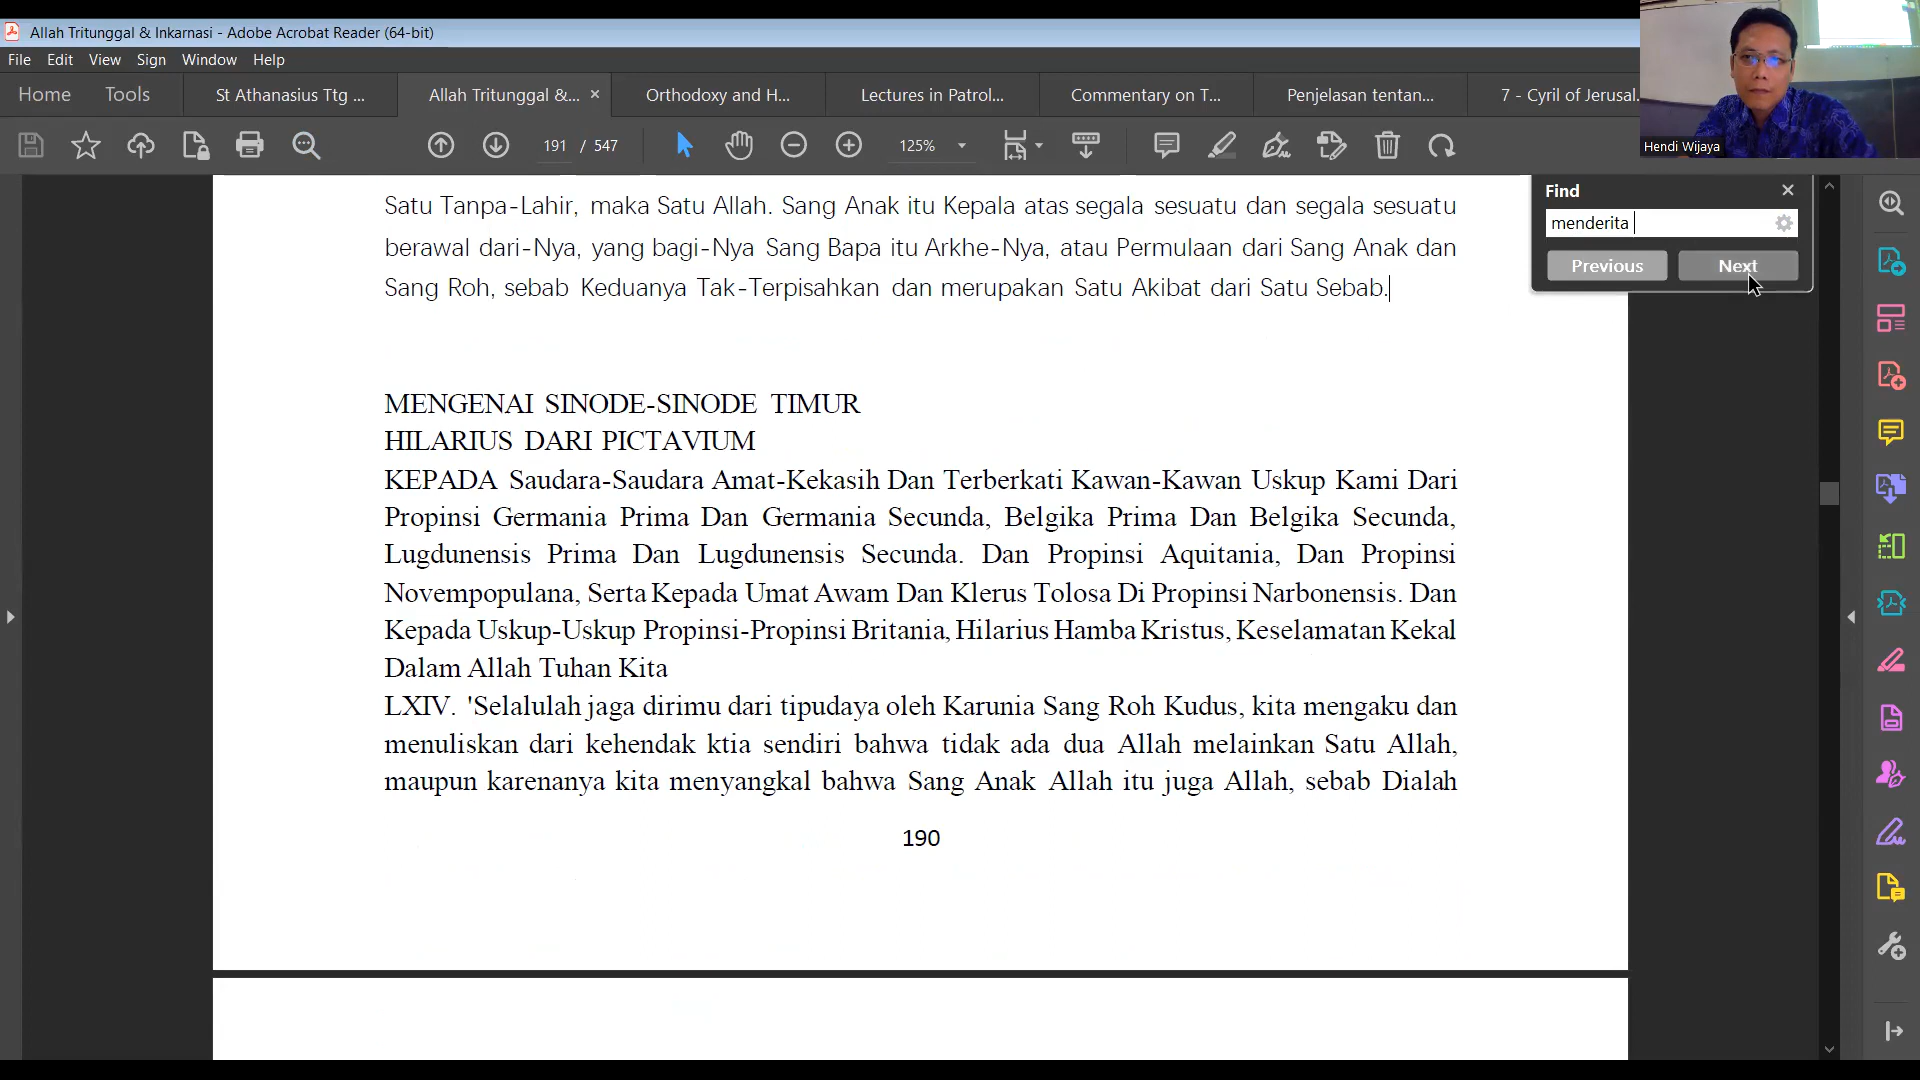 Allah Tritunggal & Inkarnasi - Adobe Acrobat Reader (64-bit)
File Edit View Sign Window Help
Home Tools St Athanasius Ttg ... Allah Tritunggal &... Orthodoxy and H... Lectures in Patrol... Commentary on T... Penjelasan tentan... 7 - Cyril of Jerusal.
191 / 547 125%
Hendi Wijaya
Find
menderita
Previous Next
Satu Tanpa-Lahir, maka Satu Allah. Sang Anak itu Kepala atas segala sesuatu dan segala sesuatu
berawal dari-Nya, yang bagi-Nya Sang Bapa itu Arkhe-Nya, atau Permulaan dari Sang Anak dan
Sang Roh, sebab Keduanya Tak-Terpisahkan dan merupakan Satu Akibat dari Satu Sebab.
MENGENAI SINODE-SINODE TIMUR
HILARIUS DARI PICTAVIUM
KEPADA Saudara-Saudara Amat-Kekasih Dan Terberkati Kawan-Kawan Uskup Kami Dari
Propinsi Germania Prima Dan Germania Secunda, Belgika Prima Dan Belgika Secunda,
Lugdunensis Prima Dan Lugdunensis Secunda. Dan Propinsi Aquitania, Dan Propinsi
Novempopulana, Serta Kepada Umat Awam Dan Klerus Tolosa Di Propinsi Narbonensis. Dan
Kepada Uskup-Uskup Propinsi-Propinsi Britania, Hilarius Hamba Kristus, Keselamatan Kekal
Dalam Allah Tuhan Kita
LXIV. 'Selalulah jaga dirimu dari tipudaya oleh Karunia Sang Roh Kudus, kita mengaku dan
menuliskan dari kehendak ktia sendiri bahwa tidak ada dua Allah melainkan Satu Allah,
maupun karenanya kita menyangkal bahwa Sang Anak Allah itu juga Allah, sebab Dialah
190